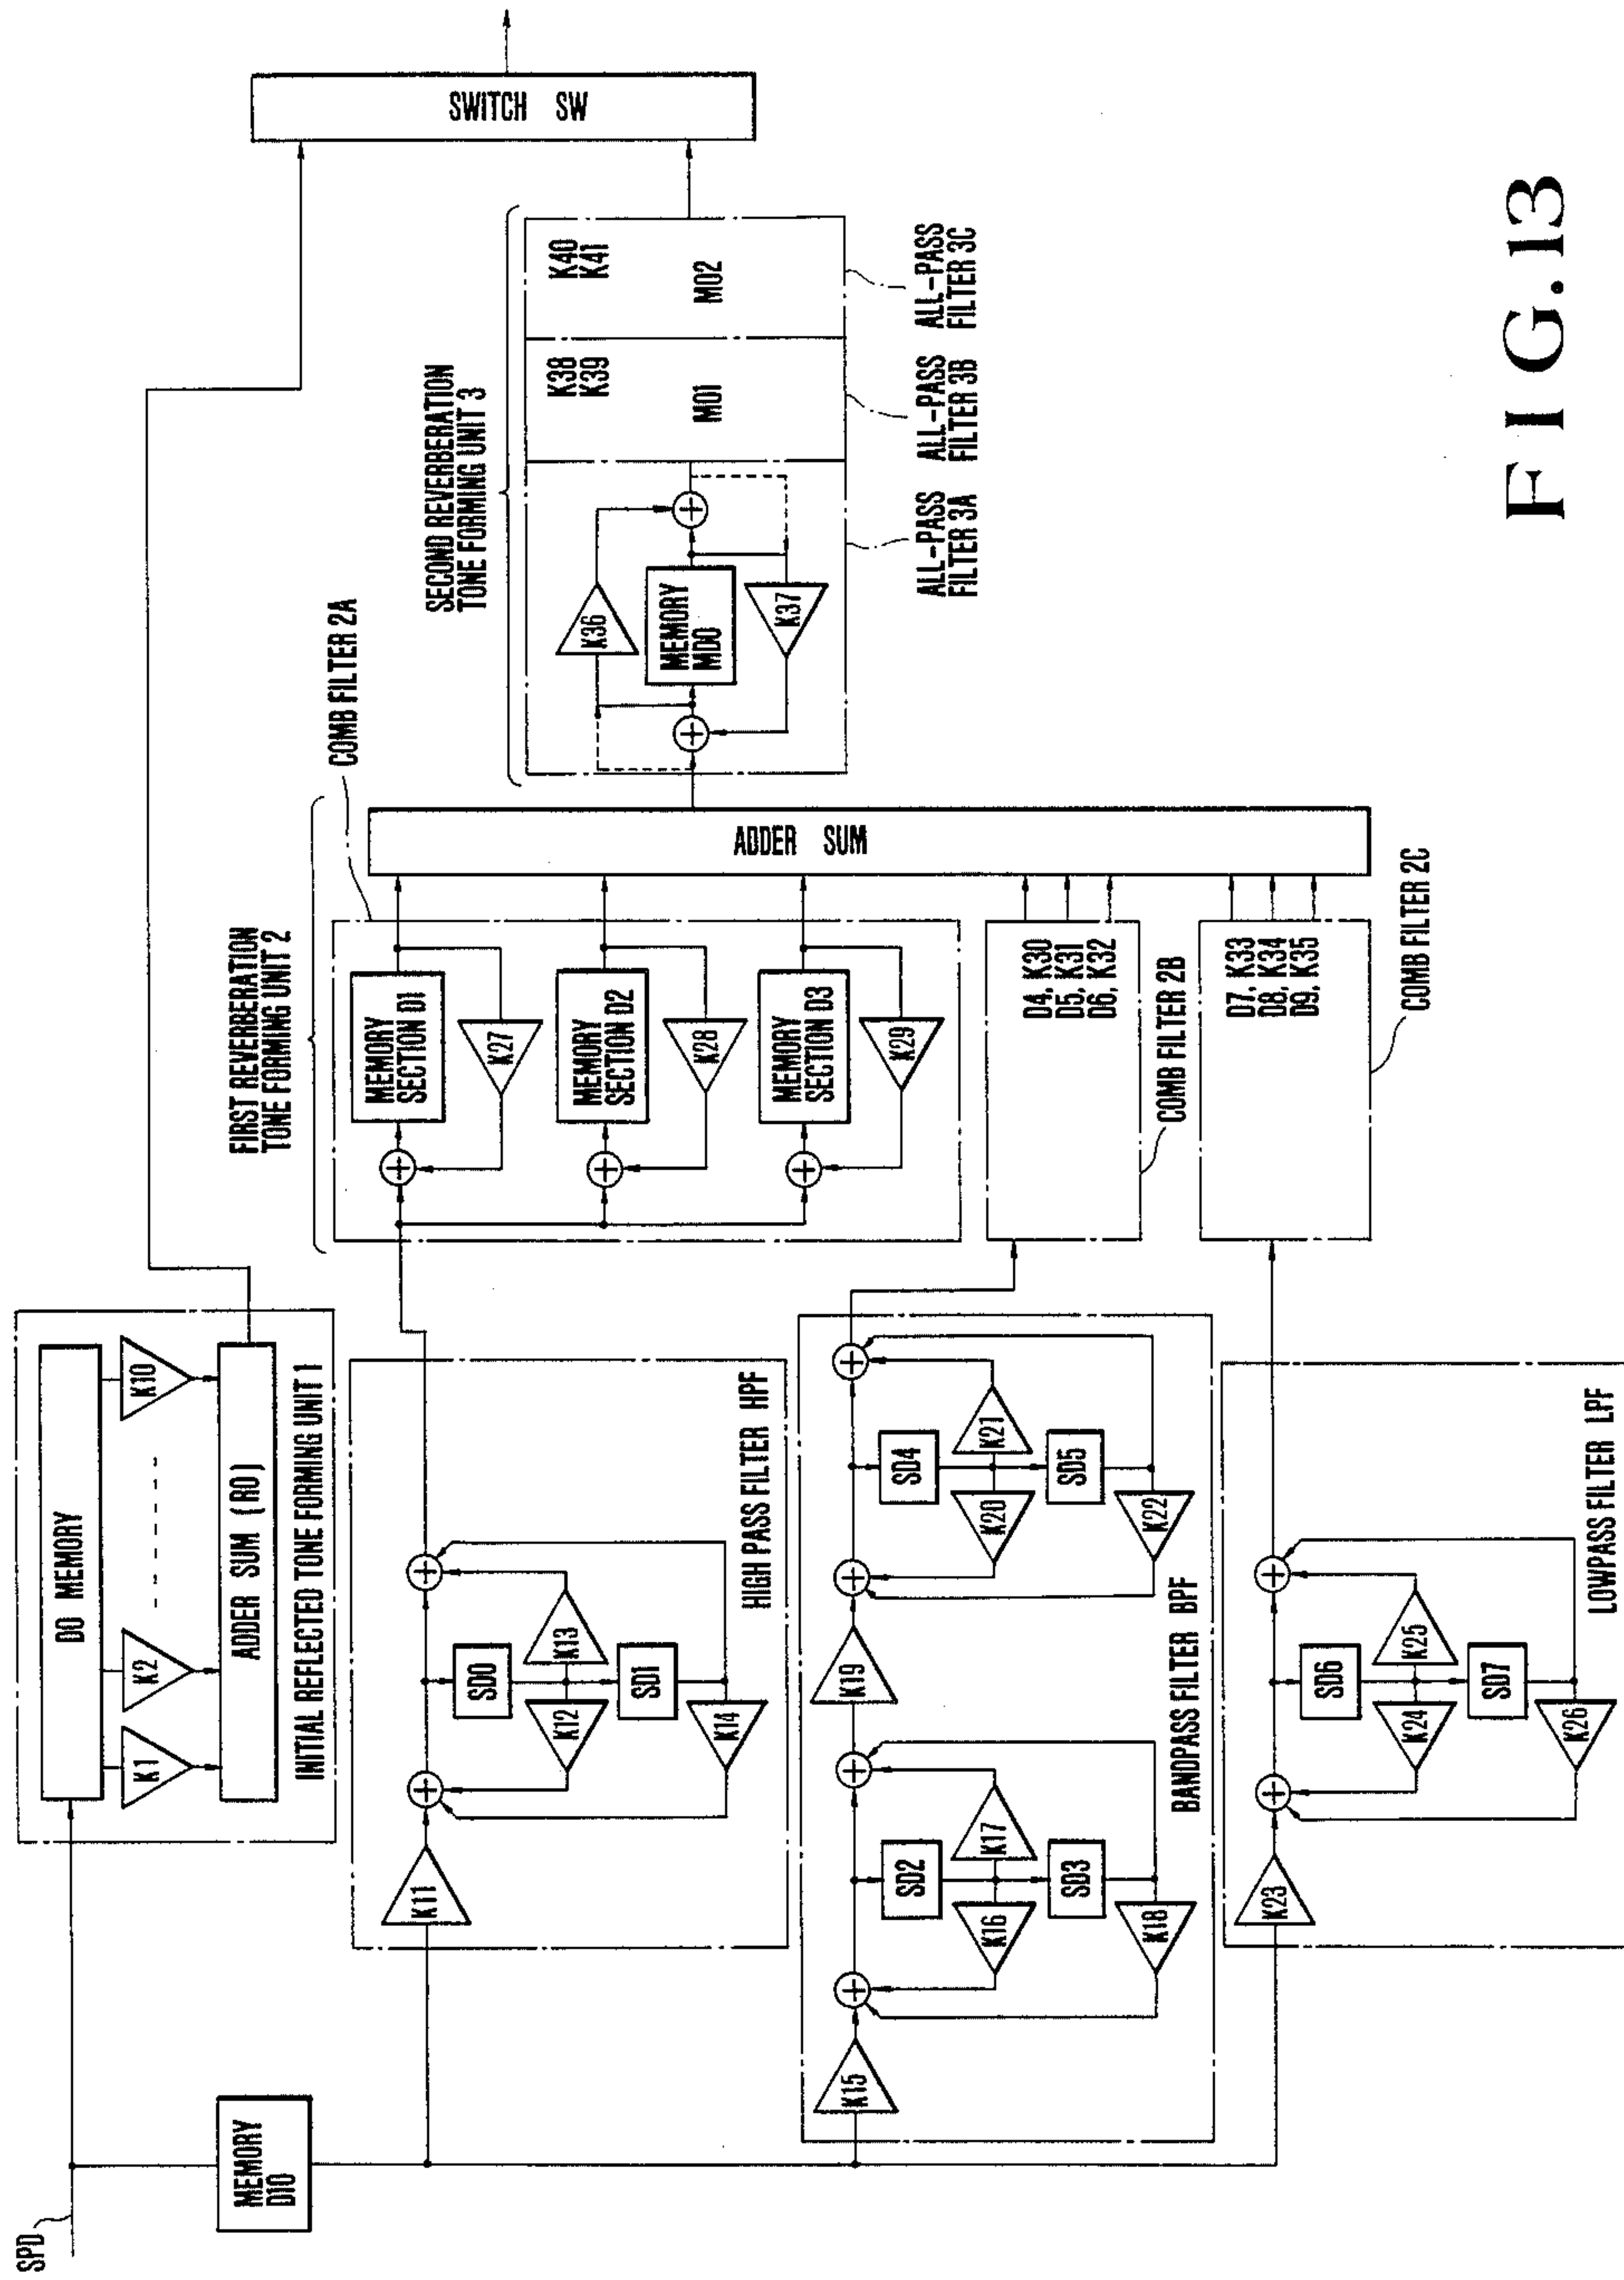 SPD
DO MEMORY
K1
K2
K10
ADDER SUM (RO)
INITIAL REFLECTED TONE FORMING UNIT 1
MEMORY
D10
K11
SD0
K12
K13
SD1
K14
HIGH PASS FILTER HPF
K15
SD2
K16
K17
SD3
K18
K19
SD4
K20
K21
SD5
K22
BANDPASS FILTER BPF
K23
SD6
K24
K25
SD7
K26
LOWPASS FILTER LPF
FIRST REVERBERATION
TONE FORMING UNIT 2
COMB FILTER 2A
MEMORY
SECTION D1
K27
MEMORY
SECTION D2
K28
MEMORY
SECTION D3
K29
D4, K30
D5, K31
D6, K32
COMB FILTER 2B
D7, K33
D8, K34
D9, K35
COMB FILTER 2C
ADDER SUM
SECOND REVERBERATION
TONE FORMING UNIT 3
K36
MEMORY
MD0
K37
K38
K39
M01
K40
K41
M02
ALL-PASS
FILTER 3A
ALL-PASS
FILTER 3B
ALL-PASS
FILTER 3C
SWITCH SW
FIG.13